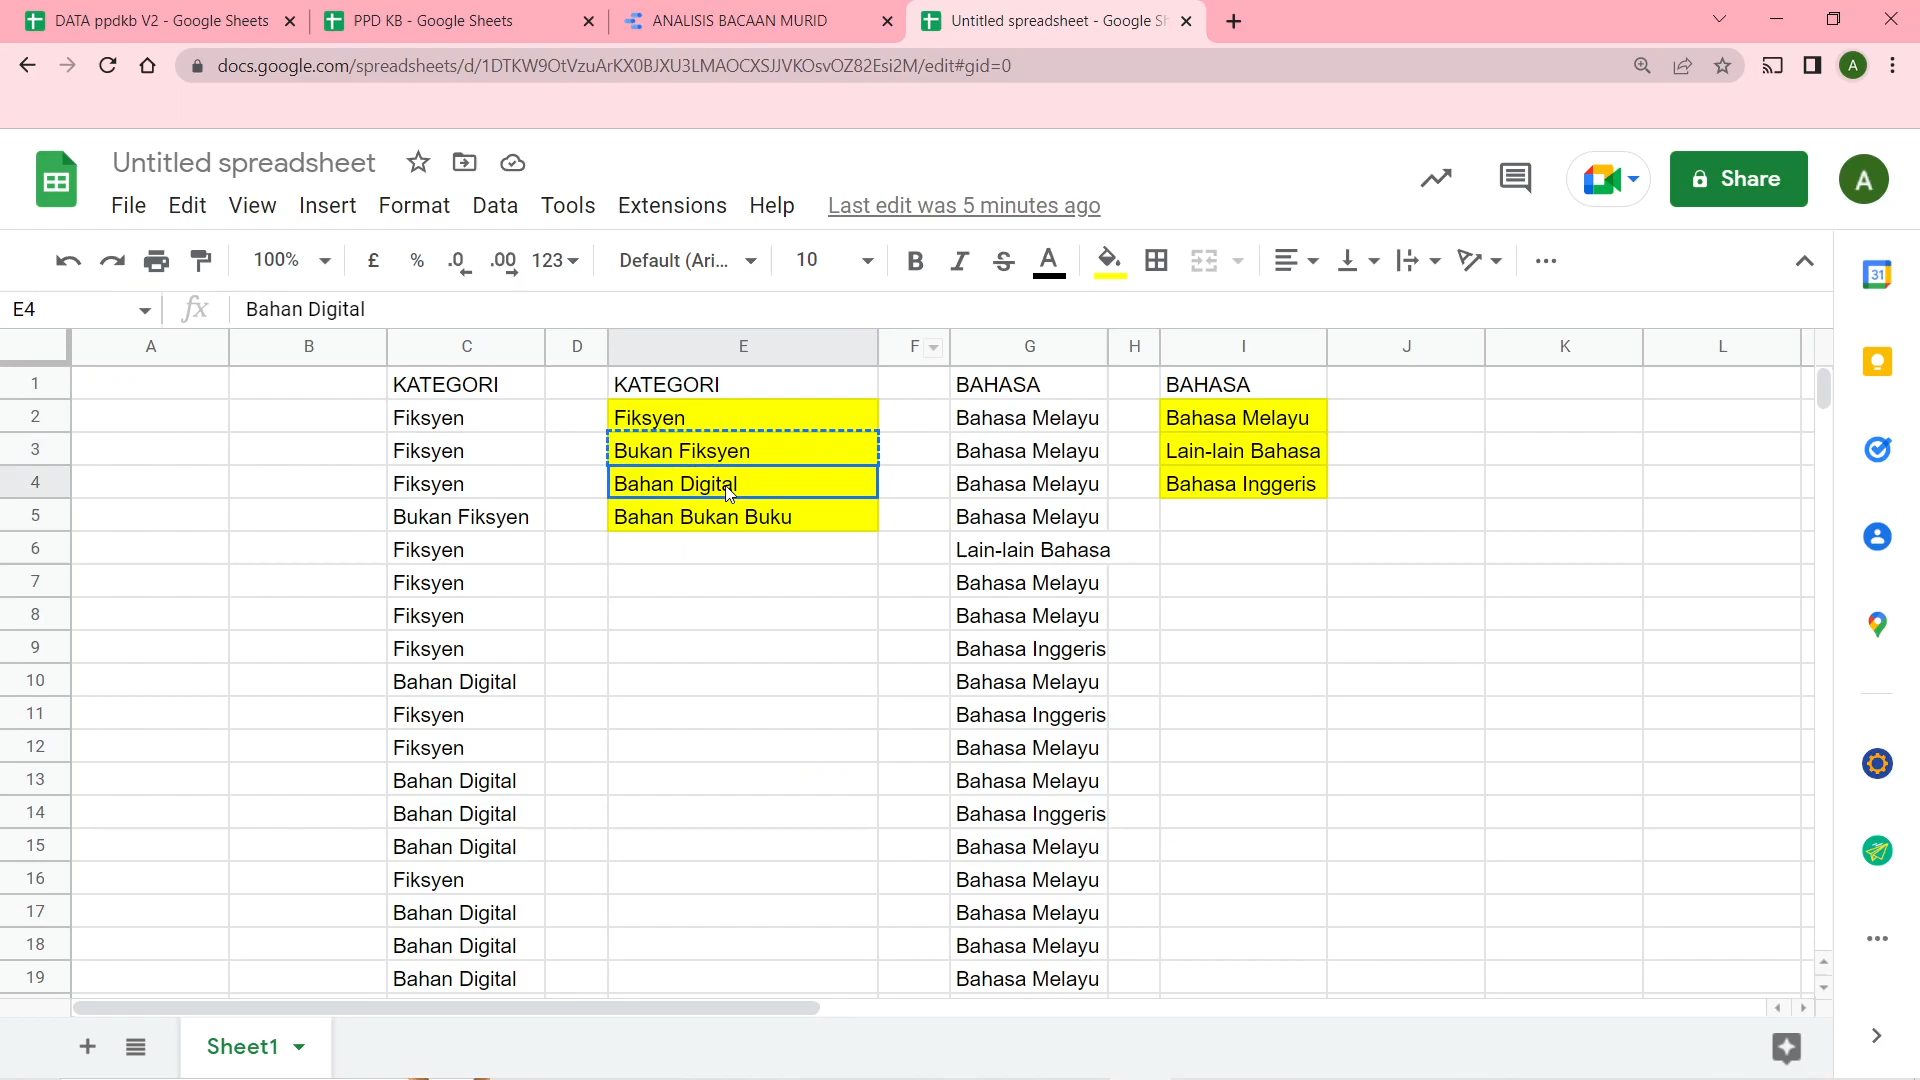 DATA ppdkb V2 - Google Sheets
PPD KB - Google Sheets
ANALISIS BACAAN MURID
Untitled spreadsheet - Google Sh
docs.google.com/spreadsheets/d/1DTKW9OtVzuArKX0BJXU3LMAOCXSJJVKOsvOZ82Esi2M/edit#gid=0
A
Untitled spreadsheet
File Edit View Insert Format Data Tools Extensions Help Last edit was 5 minutes ago
Share
A
100% £ % .0 .00 123 Default (Ari... 10 B I S A
31
E4 fx Bahan Digital
A B C D E F G H I J K L
1 KATEGORI KATEGORI BAHASA BAHASA
2 Fiksyen Fiksyen Bahasa Melayu Bahasa Melayu
3 Fiksyen Bukan Fiksyen Bahasa Melayu Lain-lain Bahasa
4 Fiksyen Bahan Digital Bahasa Melayu Bahasa Inggeris
5 Bukan Fiksyen Bahan Bukan Buku Bahasa Melayu
6 Fiksyen Lain-lain Bahasa
7 Fiksyen Bahasa Melayu
8 Fiksyen Bahasa Melayu
9 Fiksyen Bahasa Inggeris
10 Bahan Digital Bahasa Melayu
11 Fiksyen Bahasa Inggeris
12 Fiksyen Bahasa Melayu
13 Bahan Digital Bahasa Melayu
14 Bahan Digital Bahasa Inggeris
15 Bahan Digital Bahasa Melayu
16 Fiksyen Bahasa Melayu
17 Bahan Digital Bahasa Melayu
18 Bahan Digital Bahasa Melayu
19 Bahan Digital Bahasa Melayu
Sheet1